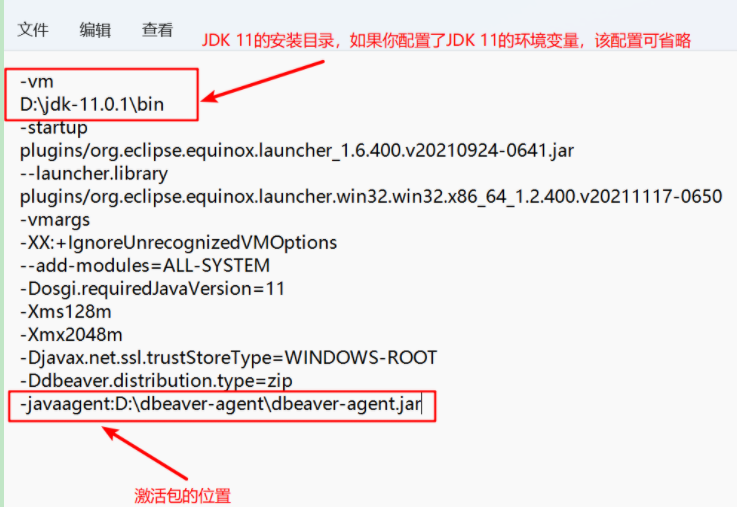 文件 编辑 查看
JDK 11的安装目录，如果你配置了JDK 11的环境变量，该配置可省略
-vm
D:\jdk-11.0.1\bin
-startup
plugins/org.eclipse.equinox.launcher_1.6.400.v20210924-0641.jar
--launcher.library
plugins/org.eclipse.equinox.launcher.win32.win32.x86_64_1.2.400.v20211117-0650
-vmargs
-XX:+IgnoreUnrecognizedVMOptions
--add-modules=ALL-SYSTEM
-Dosgi.requiredJavaVersion=11
-Xms128m
-Xmx2048m
-Djavax.net.ssl.trustStoreType=WINDOWS-ROOT
-Ddbeaver.distribution.type=zip
-javaagent:D:\dbeaver-agent\dbeaver-agent.jar
激活包的位置